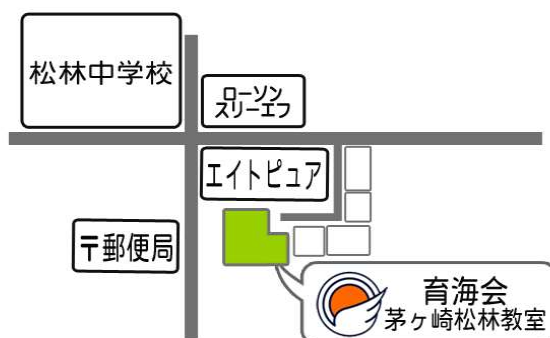 松林中学校
ローソン
スリーエフ
エイトピュア
〒郵便局
育海会
茅ヶ崎松林教室